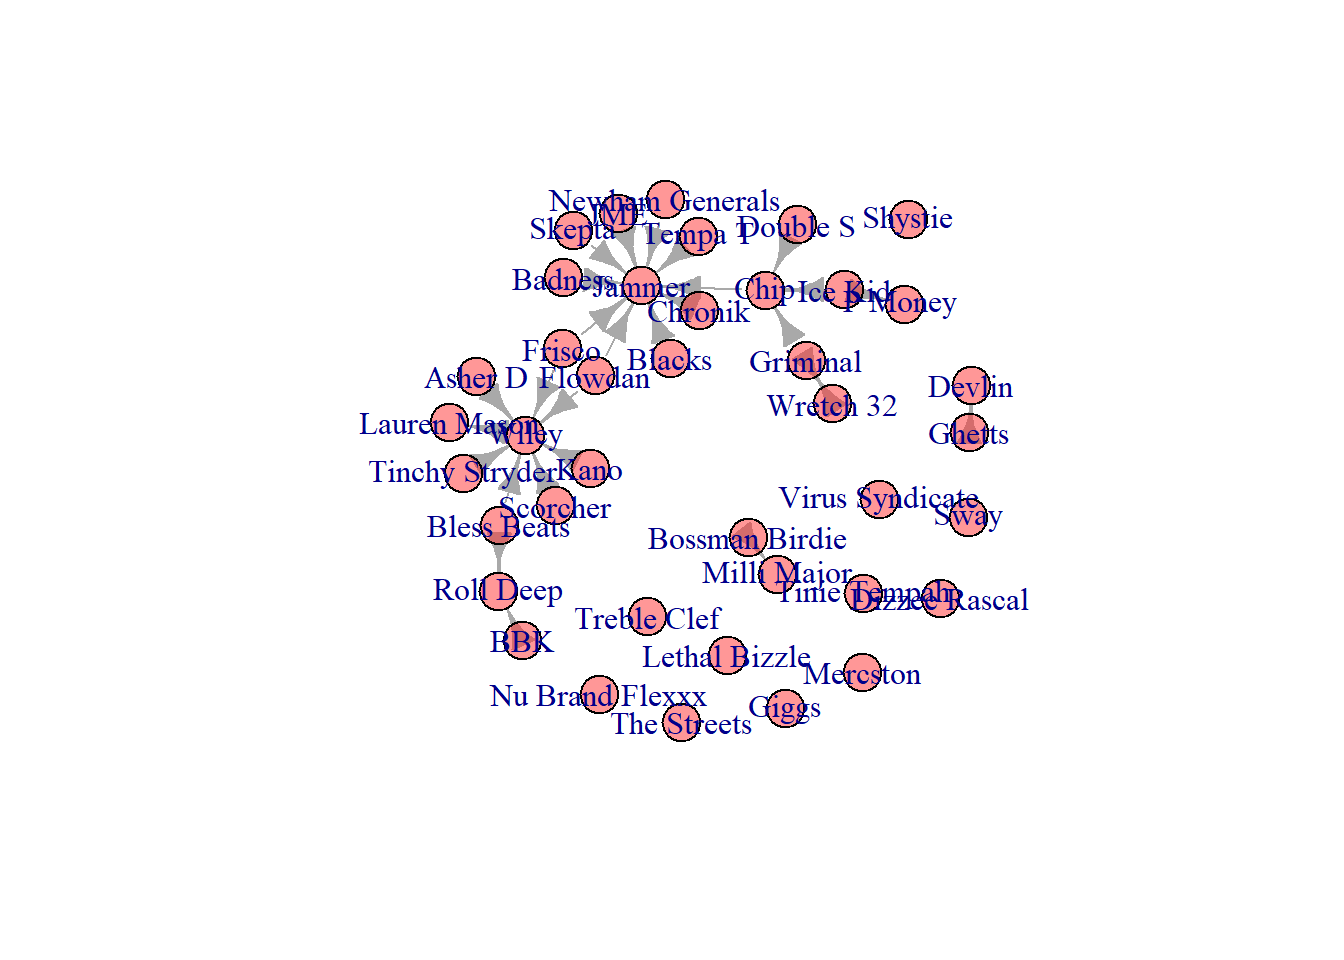 Newham Generals
JME
Skepta
Tempa T
Double S
Shystie
Badness
Jammer
Chip
Ice Kid
P Money
Chronik
Frisco
Blacks
Griminal
Asher D
Flowdan
Wretch 32
Devlin
Lauren Mason
Wiley
Ghetts
Tinchy Stryder
Kano
Scorcher
Virus Syndicate
Sway
Bless Beats
Bossman Birdie
Milli Major
Roll Deep
Tinie Tempah
Dizzee Rascal
Treble Clef
BBK
Lethal Bizzle
Mercston
Nu Brand Flexxx
Giggs
The Streets